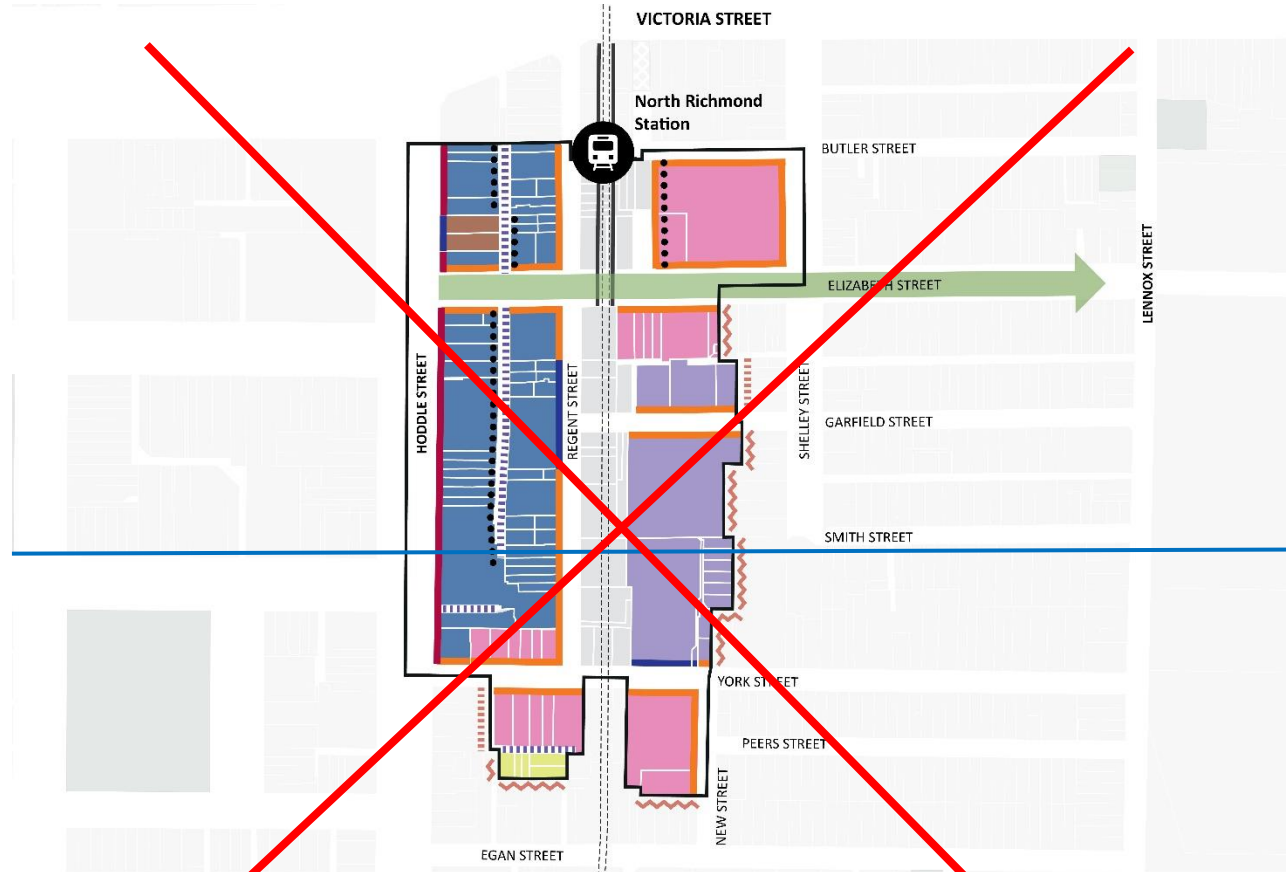 VICTORIA STREET
North Richmond
Station
BUTLER STREET
ELIZABETH STREET
LENNOX STREET
HODDLE STREET
REGENT STREET
SHELLEY STREET
GARFIELD STREET
SMITH STREET
YORK STREET
PEERS STREET
NEW STREET
EGAN STREET